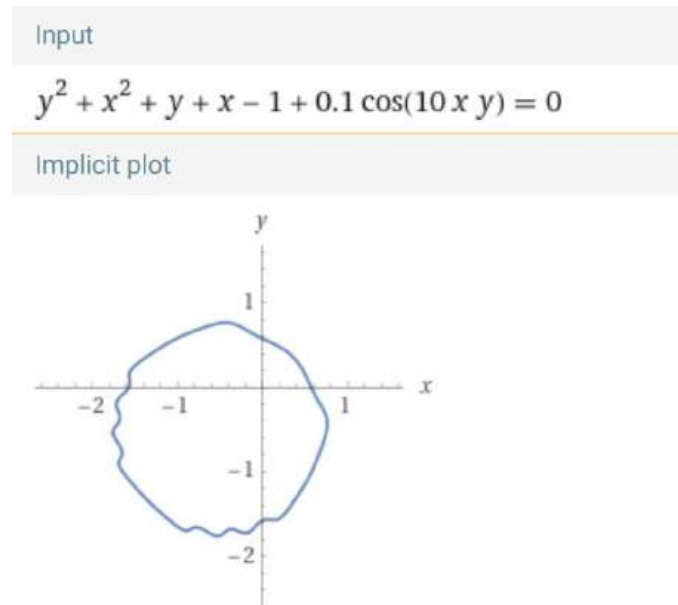 Input
y² + x² + y + x − 1 + 0.1 cos(10 x y) = 0
Implicit plot
y
1
x
−2 −1 1
−1
−2